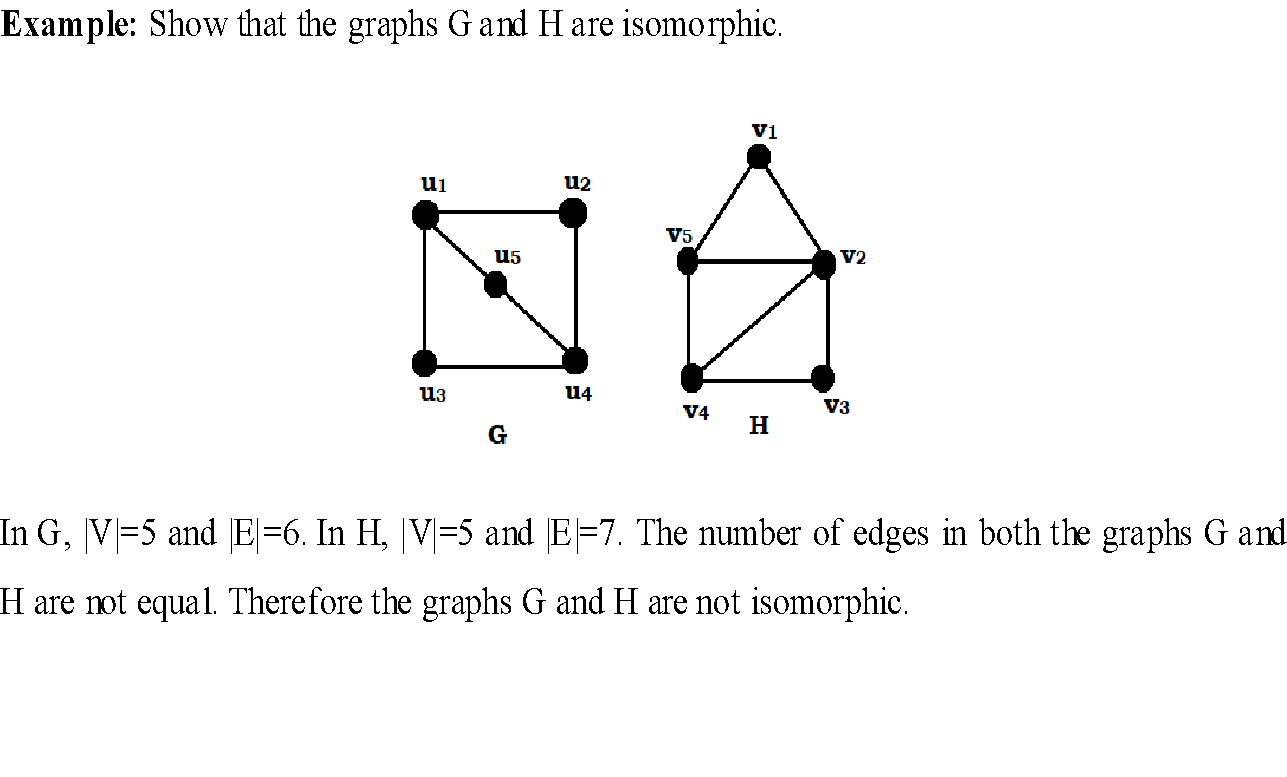 Example: Show that the graphs G and H are isomorphic.
v1
u1 u2
v5
u5 v2
u3 u4
v4 v3
G H
In G, |V|=5 and |E|=6. In H, |V|=5 and |E|=7. The number of edges in both the graphs G and
H are not equal. Therefore the graphs G and H are not isomorphic.